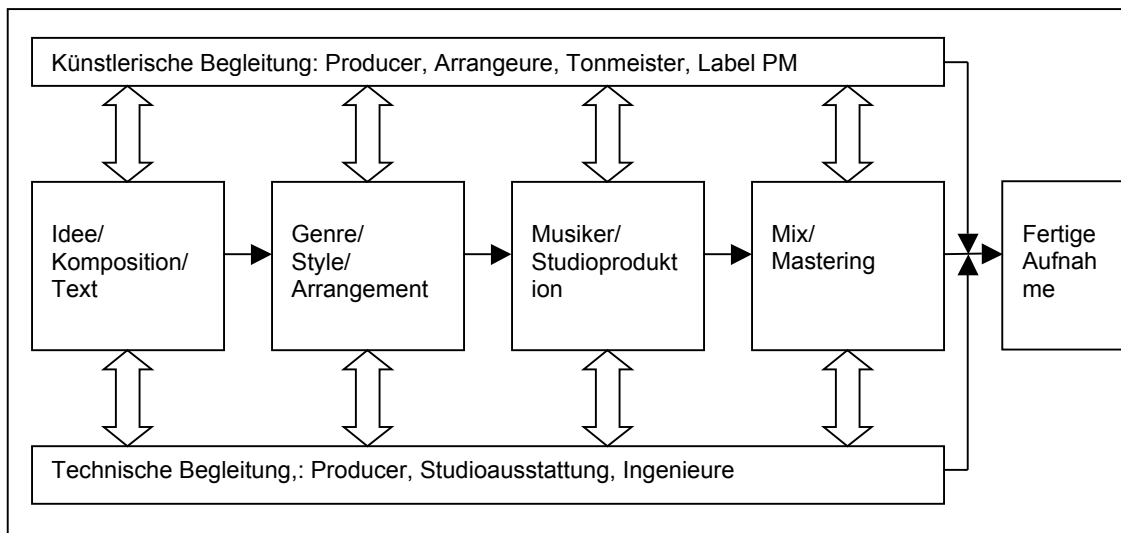 Künstlerische Begleitung: Producer, Arrangeure, Tonmeister, Label PM
Idee/
Komposition/
Text
Genre/
Style/
Arrangement
Musiker/
Studioprodukt
ion
Mix/
Mastering
Fertige
Aufnah
me
Technische Begleitung,: Producer, Studioausstattung, Ingenieure